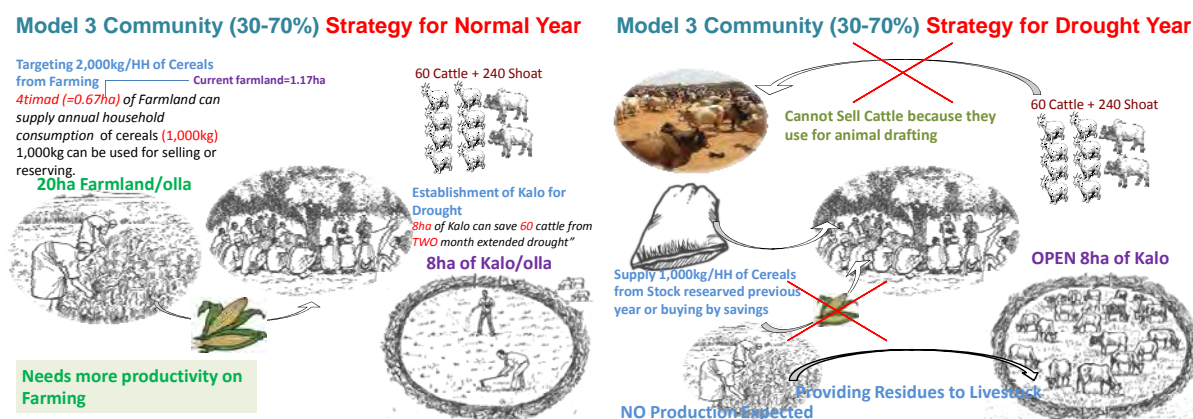 Model 3 Community (30-70%) Strategy for Normal Year
Targeting 2,000kg/HH of Cereals
from Farming
Current farmland=1.17ha
4timad (=0.67ha) of Farmland can
supply annual household
consumption of cereals (1,000kg)
1,000kg can be used for selling or
reserving.
20ha Farmland/olla
60 Cattle + 240 Shoat
Establishment of Kalo for
Drought
8ha of Kalo can save 60 cattle from
TWO month extended drought”
8ha of Kalo/olla
Needs more productivity on
Farming
Model 3 Community (30-70%) Strategy for Drought Year
60 Cattle + 240 Shoat
Cannot Sell Cattle because they
use for animal drafting
Supply 1,000kg/HH of Cereals
from Stock researved previous
year or buying by savings
OPEN 8ha of Kalo
Providing Residues to Livestock
NO Production Expected